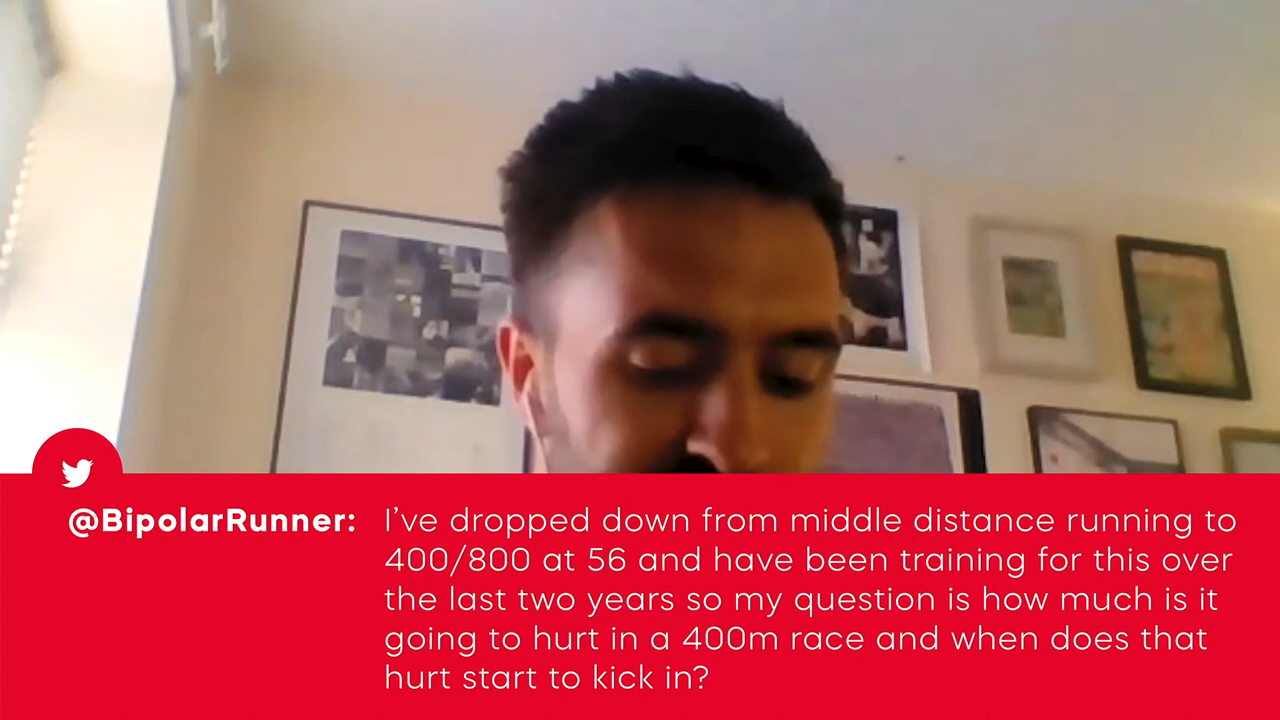 @BipolarRunner:
I’ve dropped down from middle distance running to
400/800 at 56 and have been training for this over
the last two years so my question is how much is it
going to hurt in a 400m race and when does that
hurt start to kick in?